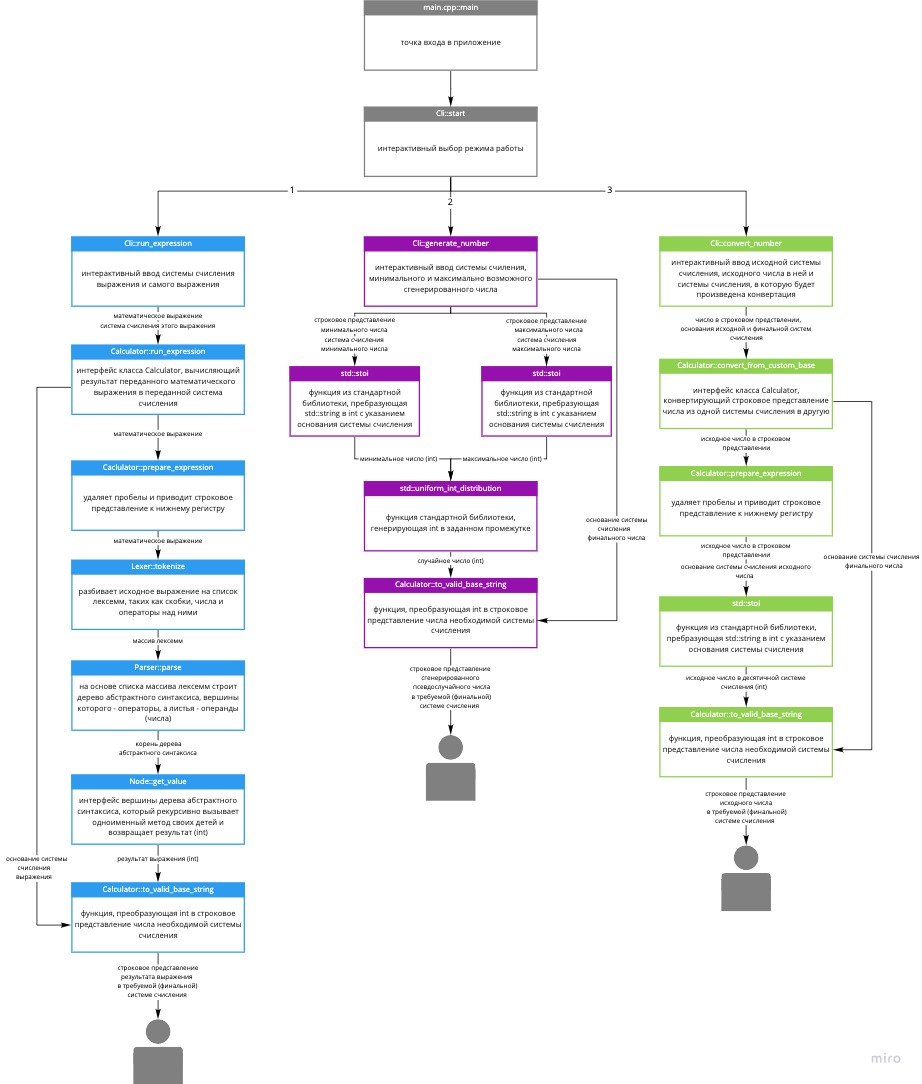 main.cpp::main
точка входа в приложение
Cli::start
интерактивный выбор режима работы
1
2
3
Cli::run_expression
интерактивный ввод системы счисления
выражения и самого выражения
математическое выражение
система счисления этого выражения
Calculator::run_expression
интерфейс класса Calculator, вычисляющий
результат переданного математического
выражения в переданной система
счисления
математическое выражение
Caclulator::prepare_expression
удаляет пробелы и приводит строковое
представление к нижнему регистру
математическое выражение
Lexer::tokenize
разбивает исходное выражение на список
лексемм, таких как скобки, числа и
операторы над ними
массив лексемм
Parser::parse
на основе списка массива лексемм строит
дерево абстрактного синтаксиса, вершины
которого - операторы, а листья - операнды
(числа)
корень дерева
абстрактного синтаксиса
Node::get_value
интерфейс вершины дерева абстрактного
синтаксиса, который рекурсивно вызывает
одноименный метод своих детей и
возвращает результат (int)
основание системы
счисления
выражения
результат выражения (int)
Calculator::to_valid_base_string
функция, преобразующая int в строковое
представление числа необходимой системы
счисления
строковое представление
результата выражения
в требуемой (финальной)
системе счисления
Cli::generate_number
интерактивный ввод системы счиления,
минимального и максимально возможного
сгенерированного числа
строковое представление
минимального числа
система счисления
минимального числа
строковое представление
максимального числа
система счисления
максимального числа
std::stoi
функция из стандартной
библиотеки, пребразующая
std::string в int с указанием
основания системы счисления
std::stoi
функция из стандартной
библиотеки, пребразующая
std::string в int с указанием
основания системы счисления
минимальное число (int)
максимальное число (int)
std::uniform_int_distribution
функция стандартной библиотеки,
генерирующая int в заданном промежутке
основание системы
счисления
финального числа
случайное число (int)
Calculator::to_valid_base_string
функция, преобразующая int в строковое
представление числа необходимой системы
счисления
строковое представление
сгенерированного
псевдослучайного числа
в требуемой (финальной)
системе счисления
Cli::convert_number
интерактивный ввод исходной системы
счисления, исходного числа в ней и
системы счисления, в которую будет
произведена конвертация
число в строковом предствлении,
основания исходной и финальной систем
счисления
Calculator::convert_from_custom_base
интерфейс класса Calculator,
конвертирующий строковое представление
числа из одной системы счисления в другую
исходное число в строковом
представлении
Calculator::prepare_expression
удаляет пробелы и приводит строковое
представление к нижнему регистру
исходное число в строковом
представлении
основание системы счисления исходного
числа
основание системы счисления
финального числа
std::stoi
функция из стандартной библиотеки,
пребразующая std::string в int с указанием
основания системы счисления
исходное число в десятичной системе
счисления (int)
Calculator::to_valid_base_string
функция, преобразующая int в строковое
представление числа необходимой системы
счисления
строковое представление
исходного числа
в требуемой (финальной)
системе счисления
miro